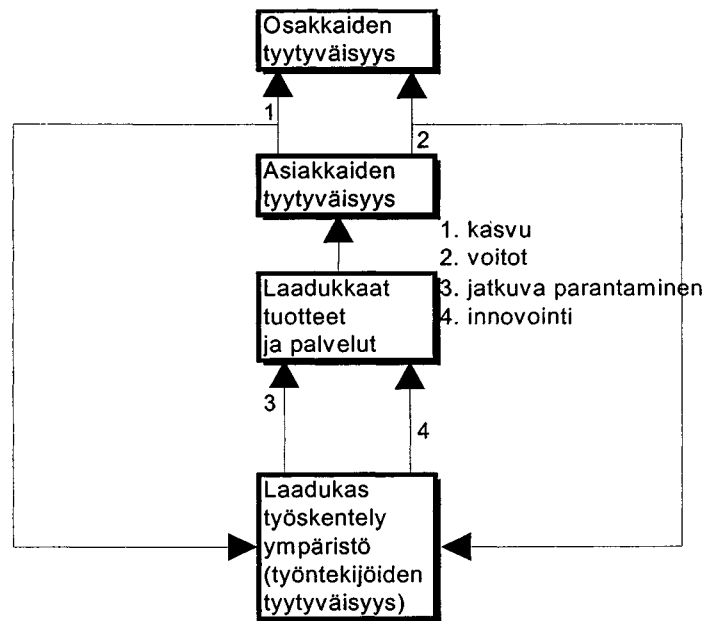 Osakkaiden
tyytyväisyys
1
2
Asiakkaiden
tyytyväisyys
1. kasvu
2. voitot
3. jatkuva parantaminen
4. innovointi
Laadukkaat
tuotteet
ja palvelut
3
4
Laadukas
työskentely
ympäristö
(työntekijöiden
tyytyväisyys)